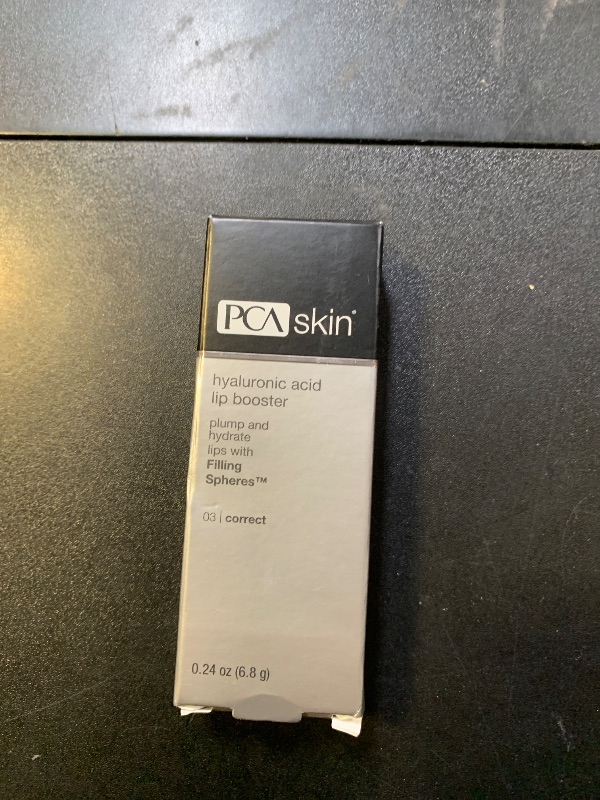 PCA skin®
hyaluronic acid
lip booster
plump and
hydrate
lips with
Filling
Spheres™
03 | correct
0.24 oz (6.8 g)